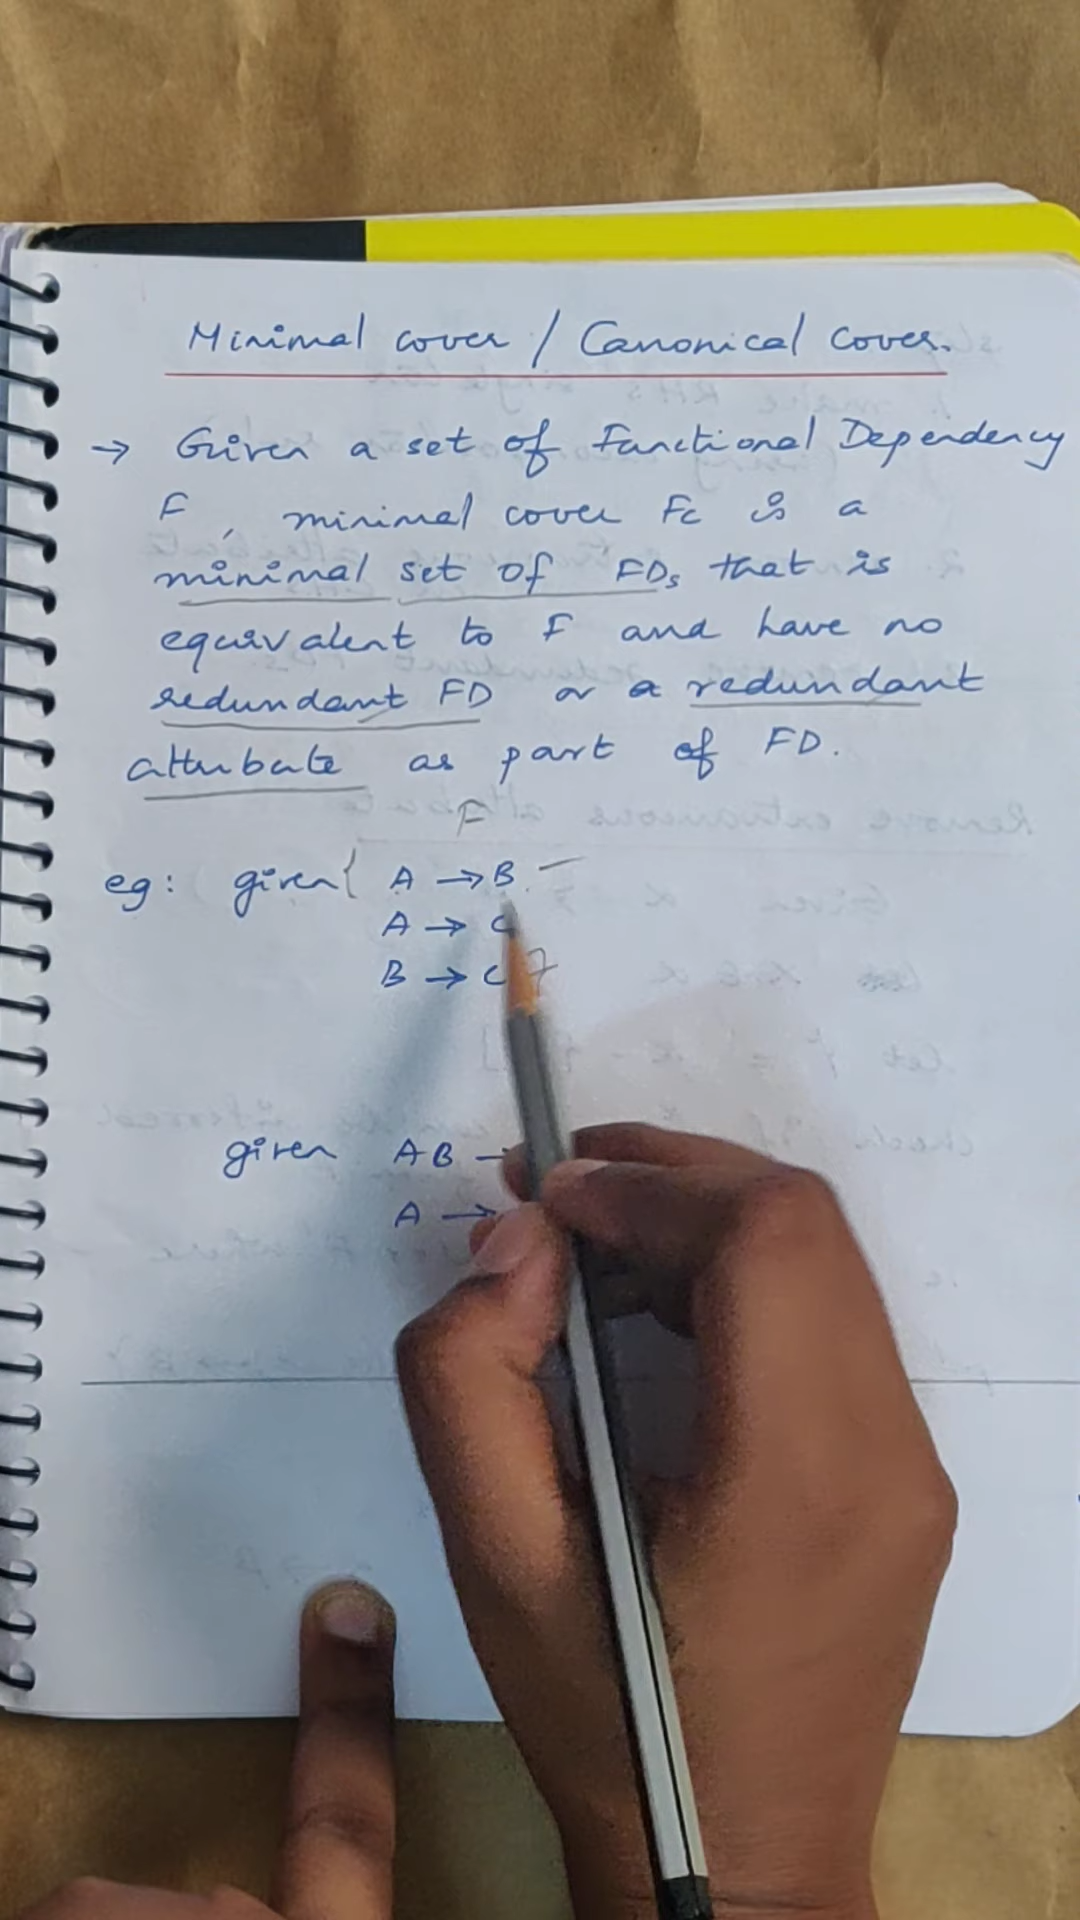 Minimal cover / Canonical cover.
→ Given a set of Functional Dependency
F, minimal cover Fc is a
minimal set of FDs that is
equivalent to F and have no
redundant FD or a redundant
attribute as part of FD.
F
eg: given { A → B
A → C
B → C }
given AB →
A →